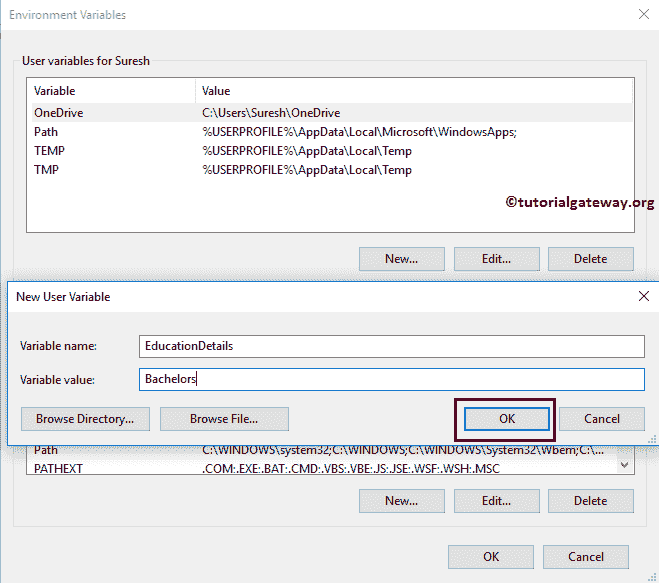 Environment Variables
User variables for Suresh
Variable Value
OneDrive C:\Users\Suresh\OneDrive
Path %USERPROFILE%\AppData\Local\Microsoft\WindowsApps;
TEMP %USERPROFILE%\AppData\Local\Temp
TMP %USERPROFILE%\AppData\Local\Temp
©tutorialgateway.org
New... Edit... Delete
New User Variable
Variable name: EducationDetails
Variable value: Bachelors
Browse Directory... Browse File... OK Cancel
Path C:\WINDOWS\system32;C:\WINDOWS;C:\WINDOWS\System32\Wbem;C:\...
PATHEXT .COM;.EXE;.BAT;.CMD;.VBS;.VBE;.JS;.JSE;.WSF;.WSH;.MSC
New... Edit... Delete
OK Cancel